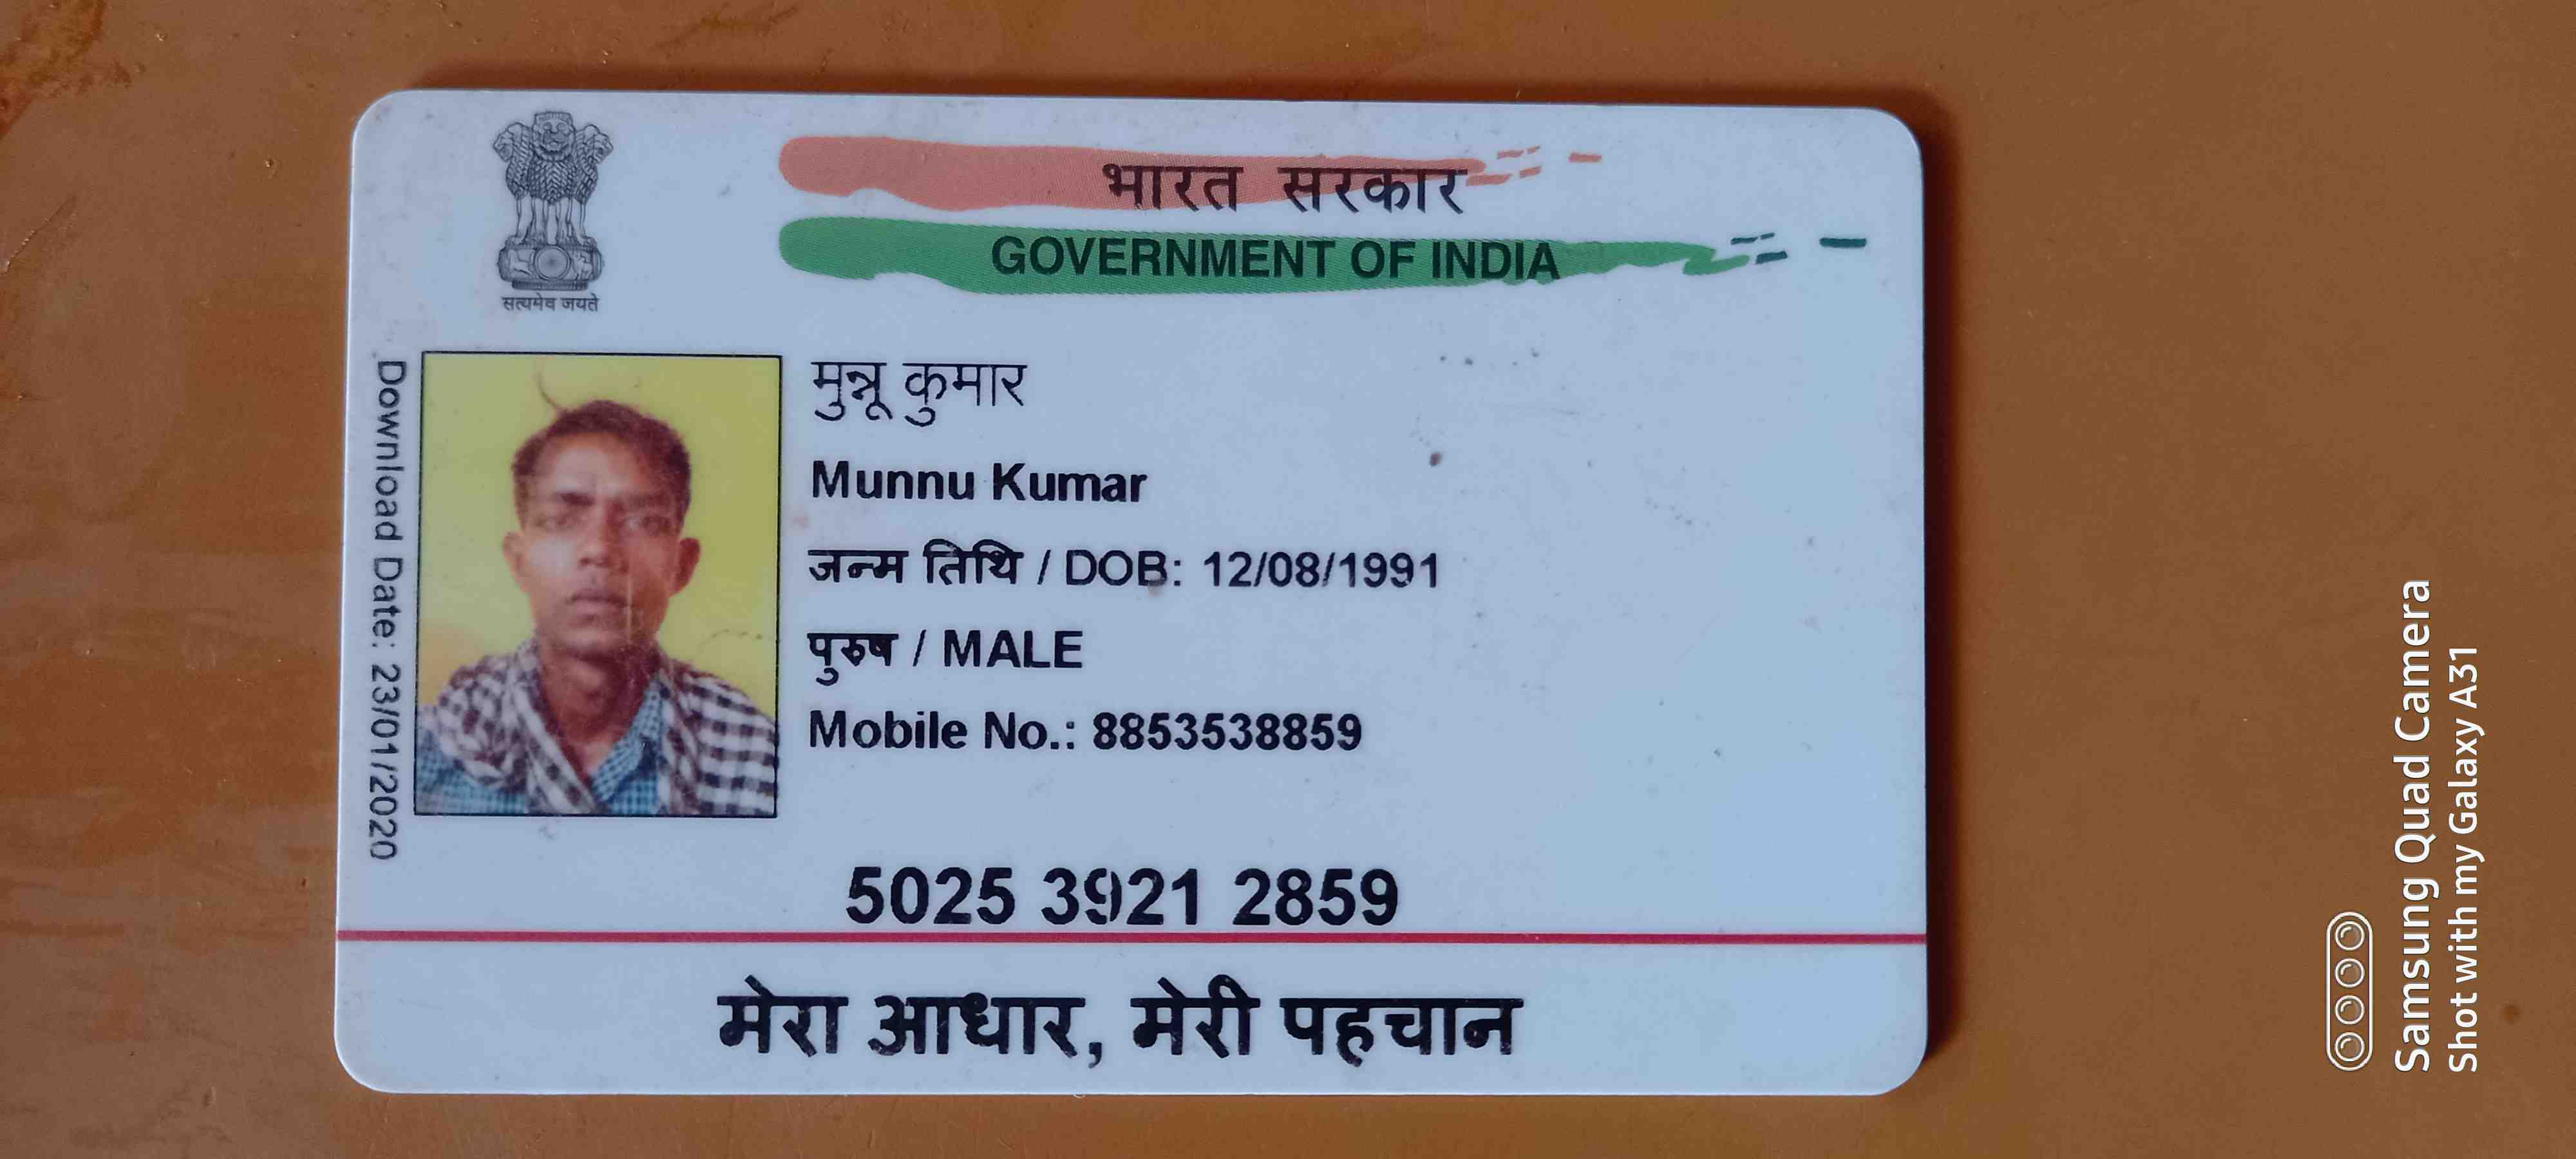 सत्यमेव जयते
भारत सरकार
GOVERNMENT OF INDIA
Download Date: 23/01/2020
मुन्नू कुमार
Munnu Kumar
जन्म तिथि / DOB: 12/08/1991
पुरुष / MALE
Mobile No.: 8853538859
5025 3921 2859
मेरा आधार, मेरी पहचान
Samsung Quad Camera
Shot with my Galaxy A31